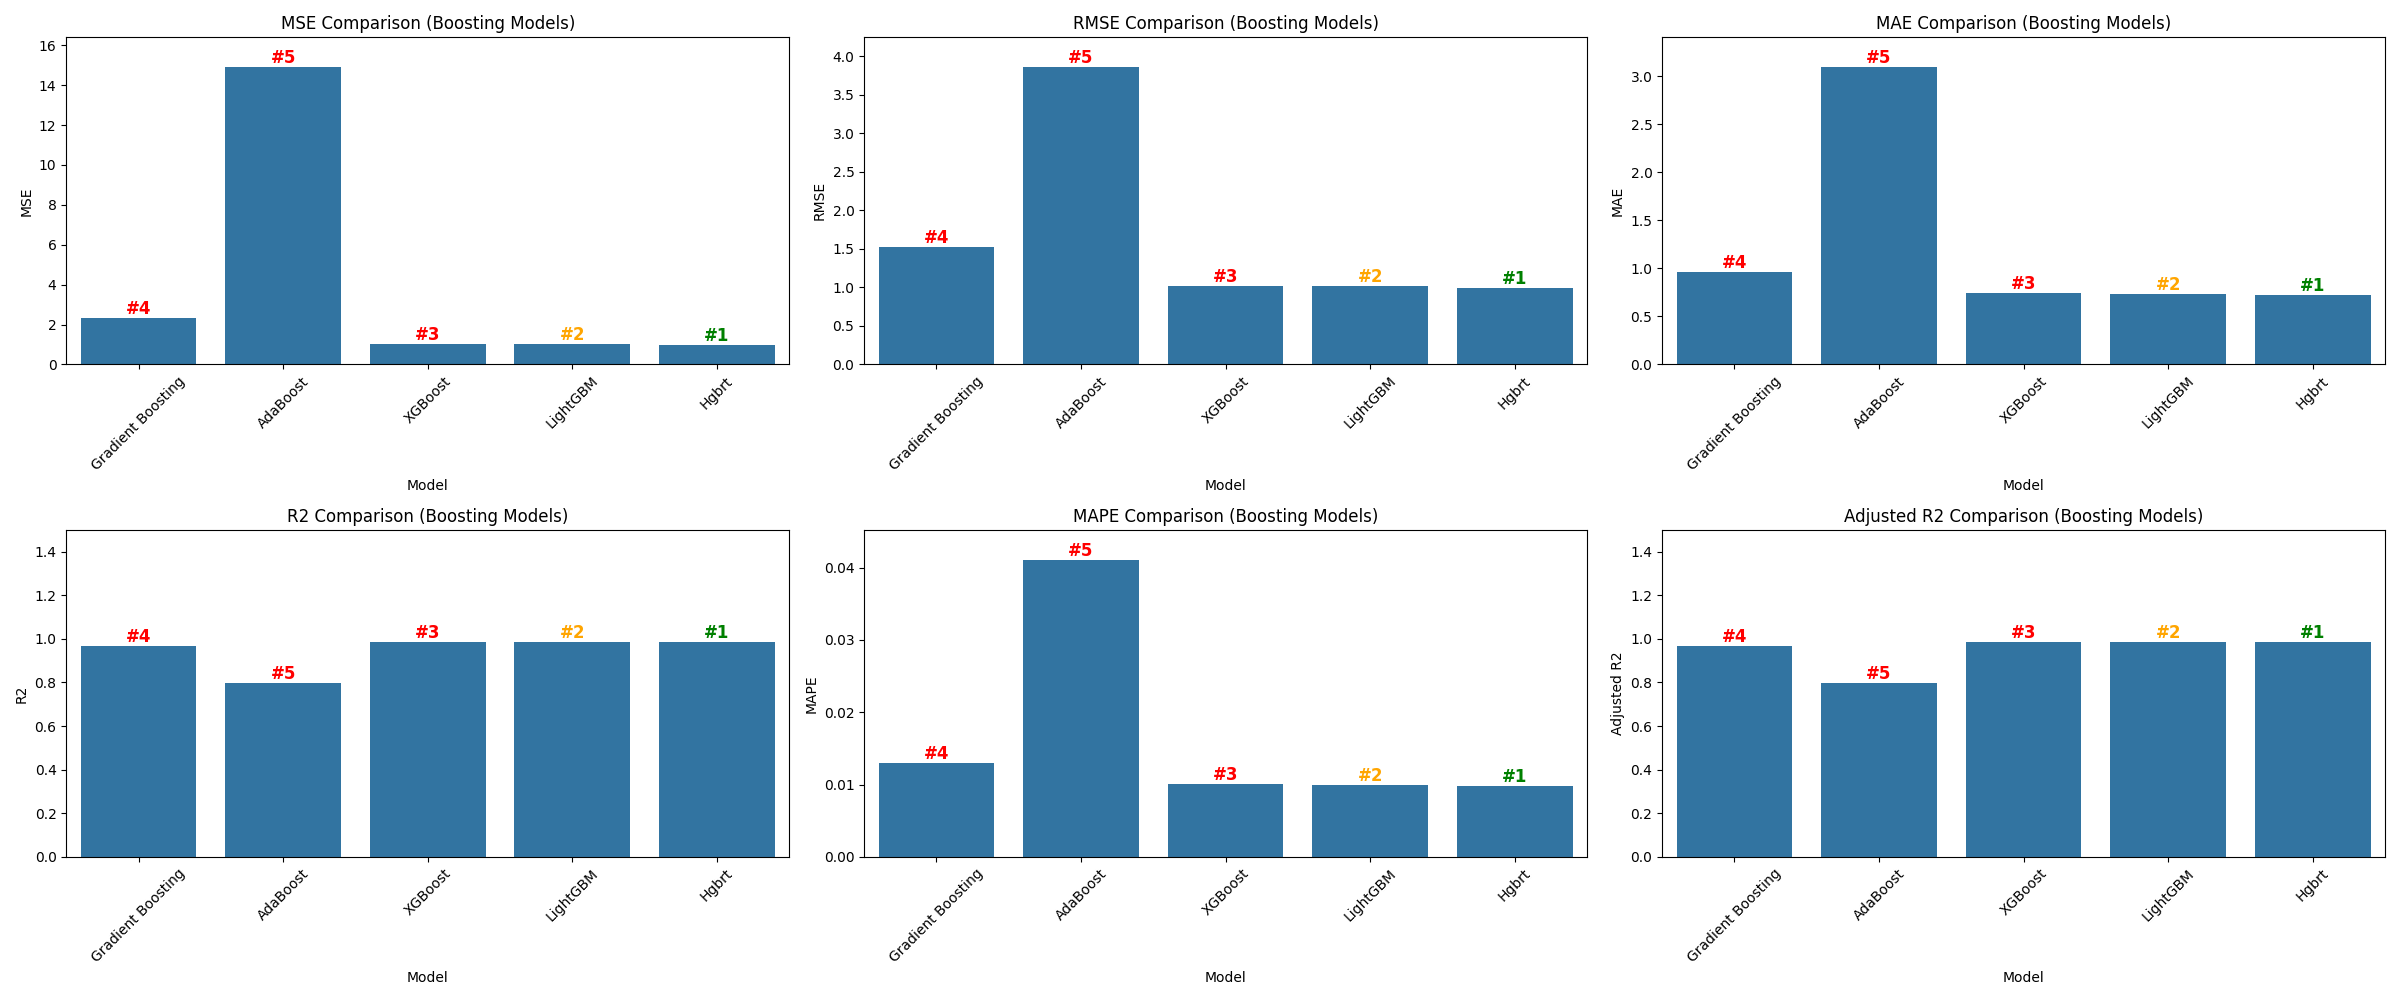 MSE Comparison (Boosting Models)
MSE
16
14
12
10
8
6
4
2
0
#4
#5
#3
#2
#1
Gradient Boosting
AdaBoost
XGBoost
LightGBM
Hgbrt
Model
RMSE Comparison (Boosting Models)
RMSE
4.0
3.5
3.0
2.5
2.0
1.5
1.0
0.5
0.0
#4
#5
#3
#2
#1
Gradient Boosting
AdaBoost
XGBoost
LightGBM
Hgbrt
Model
MAE Comparison (Boosting Models)
MAE
3.0
2.5
2.0
1.5
1.0
0.5
0.0
#4
#5
#3
#2
#1
Gradient Boosting
AdaBoost
XGBoost
LightGBM
Hgbrt
Model
R2 Comparison (Boosting Models)
R2
1.4
1.2
1.0
0.8
0.6
0.4
0.2
0.0
#4
#5
#3
#2
#1
Gradient Boosting
AdaBoost
XGBoost
LightGBM
Hgbrt
Model
MAPE Comparison (Boosting Models)
MAPE
0.04
0.03
0.02
0.01
0.00
#4
#5
#3
#2
#1
Gradient Boosting
AdaBoost
XGBoost
LightGBM
Hgbrt
Model
Adjusted R2 Comparison (Boosting Models)
Adjusted R2
1.4
1.2
1.0
0.8
0.6
0.4
0.2
0.0
#4
#5
#3
#2
#1
Gradient Boosting
AdaBoost
XGBoost
LightGBM
Hgbrt
Model